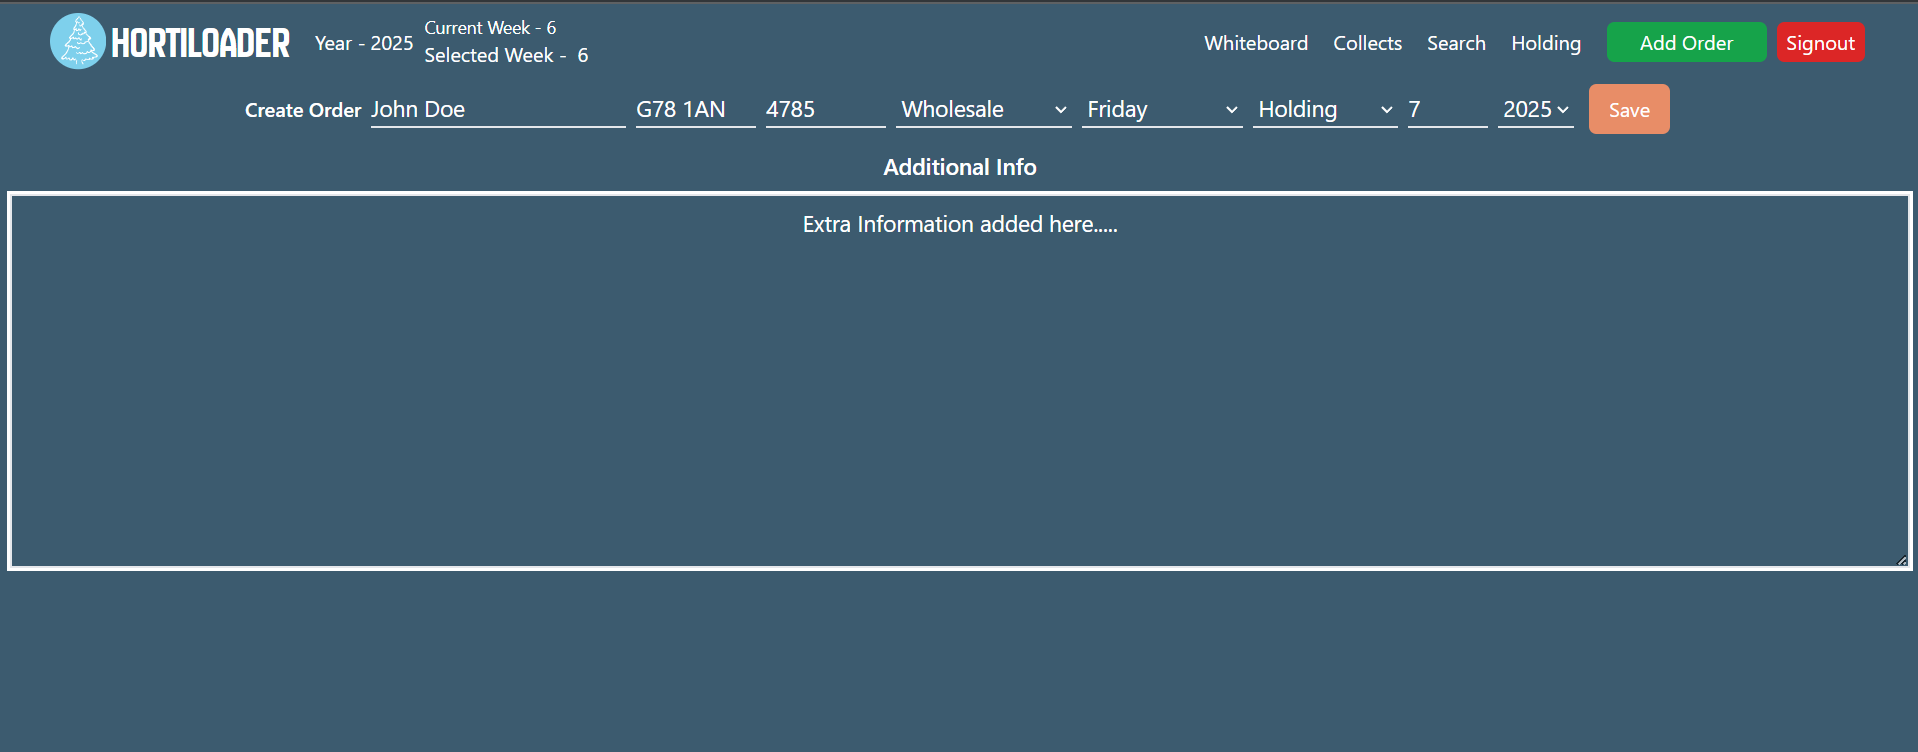 HORTILOADER Year - 2025 Current Week - 6 Whiteboard Collects Search Holding Add Order Signout
Selected Week - 6
Create Order John Doe G78 1AN 4785 Wholesale Friday Holding 7 2025 Save
Additional Info
Extra Information added here.....